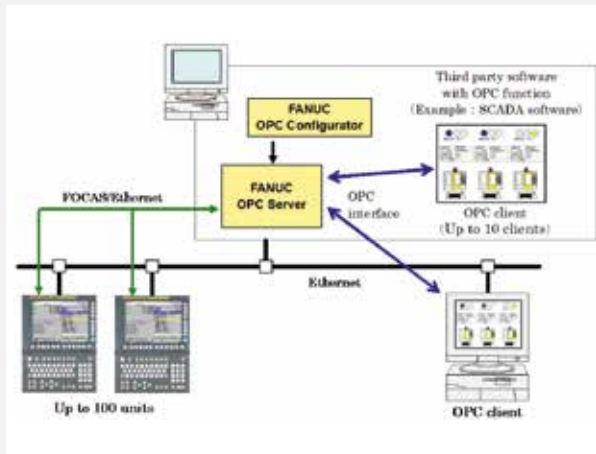 Third party software
with OPC function
(Example : SCADA software)
FANUC
OPC Configurator
FANUC
OPC Server
FOCAS/Ethernet
OPC
interface
OPC client
(Up to 10 clients)
Ethernet
Up to 100 units
OPC client